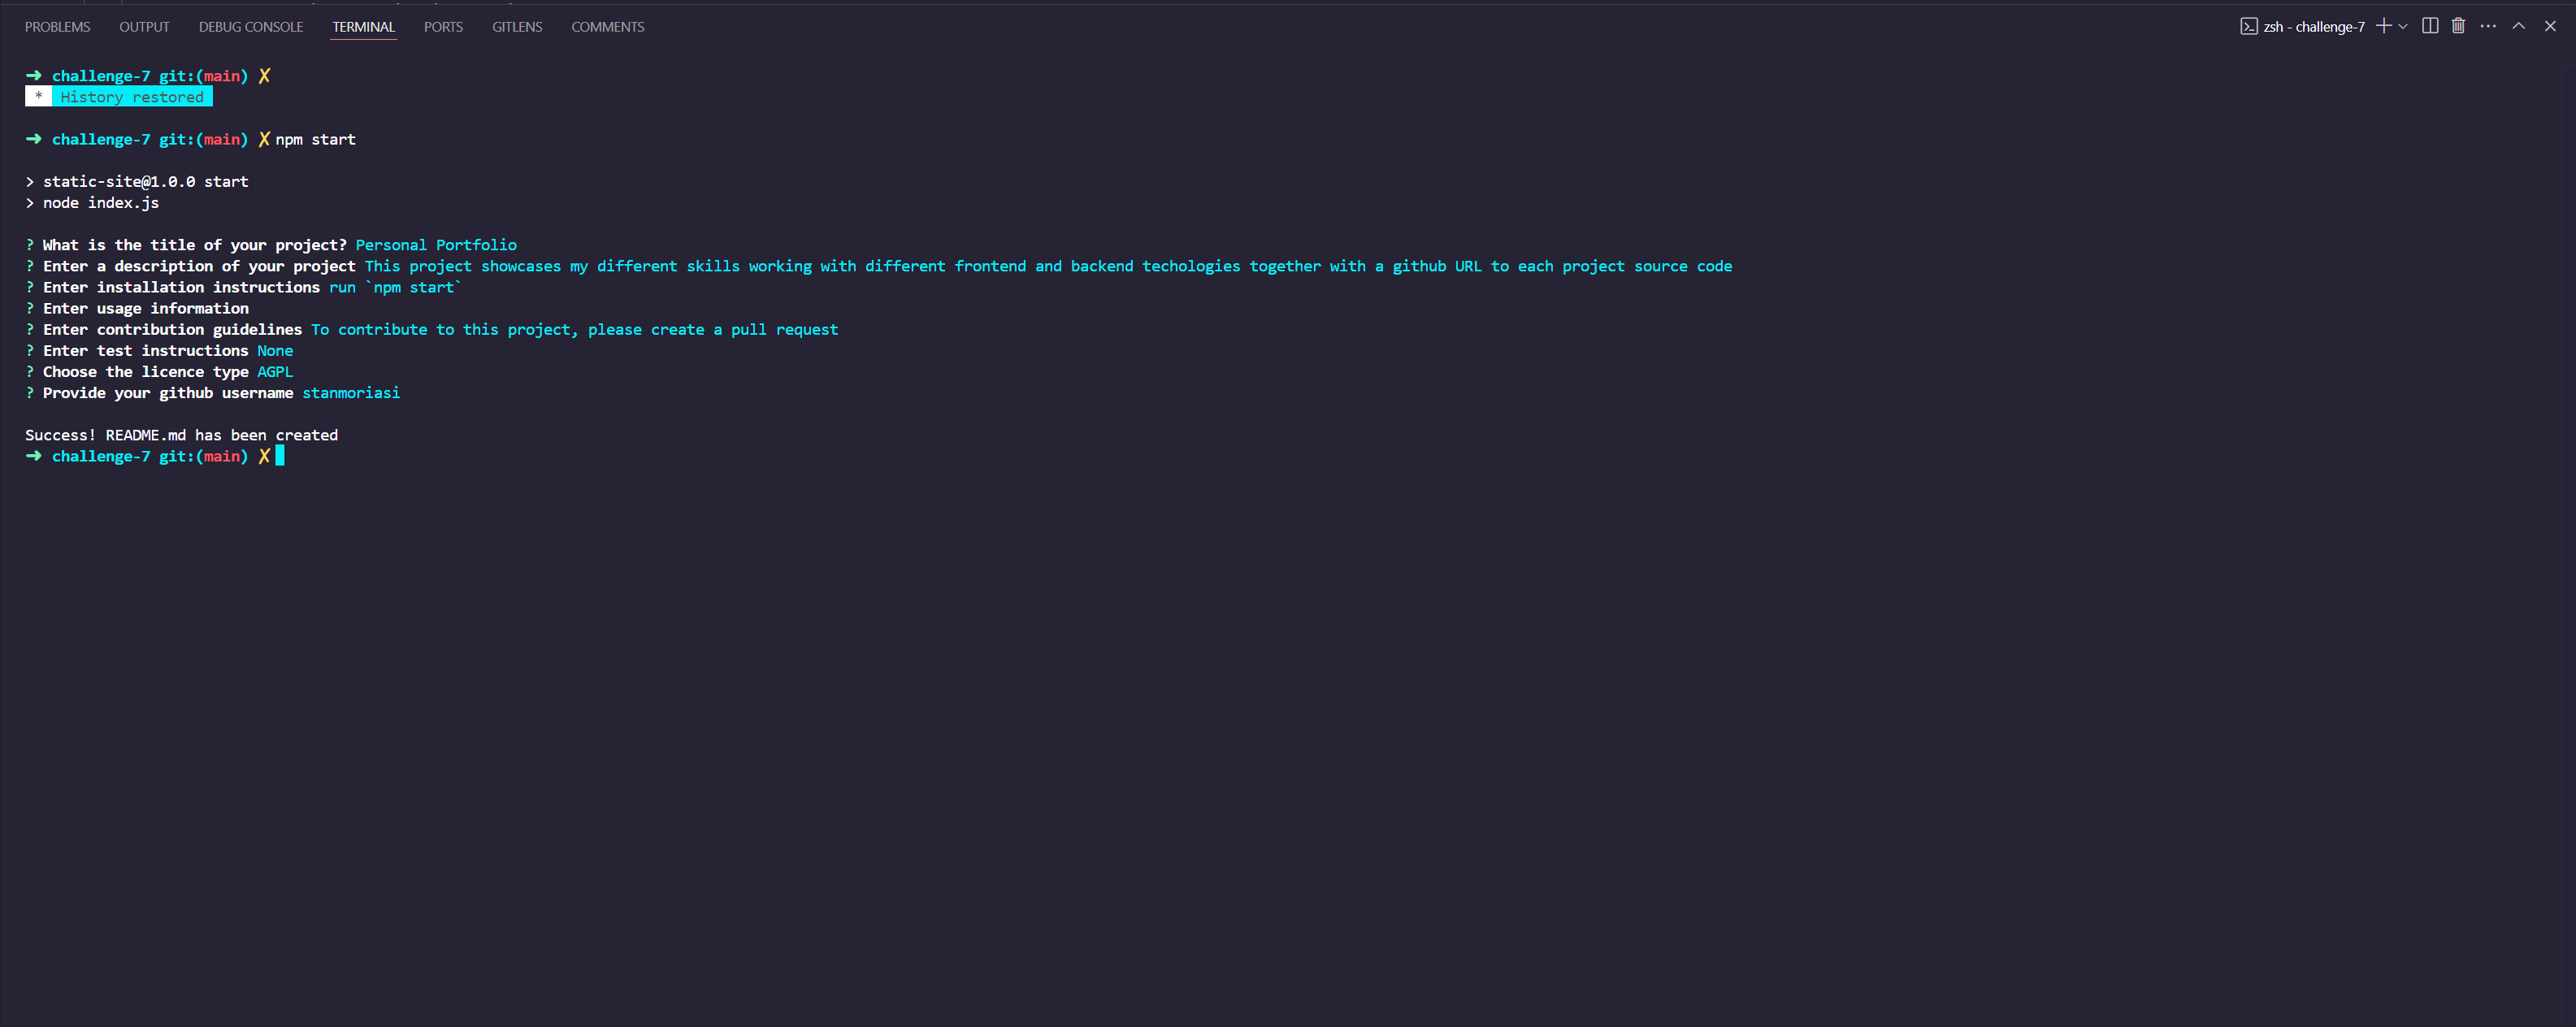 PROBLEMS OUTPUT DEBUG CONSOLE TERMINAL PORTS GITLENS COMMENTS zsh - challenge-7
➜ challenge-7 git:(main) ✗
* History restored
➜ challenge-7 git:(main) ✗ npm start
> static-site@1.0.0 start
> node index.js
? What is the title of your project? Personal Portfolio
? Enter a description of your project This project showcases my different skills working with different frontend and backend techologies together with a github URL to each project source code
? Enter installation instructions run `npm start`
? Enter usage information
? Enter contribution guidelines To contribute to this project, please create a pull request
? Enter test instructions None
? Choose the licence type AGPL
? Provide your github username stanmoriasi
Success! README.md has been created
➜ challenge-7 git:(main) ✗